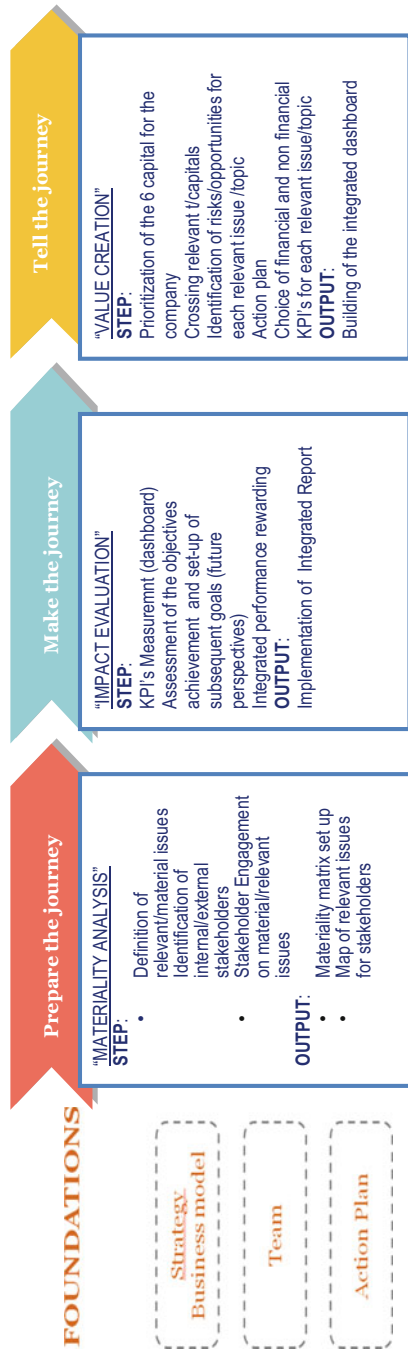 FOUNDATIONS
Strategy
Business model
Team
Action Plan
Prepare the journey
“MATERIALITY ANALYSIS”
STEP:
• Definition of
relevant/material issues
Identification of
internal/external
stakeholders
• Stakeholder Engagement
on material/relevant
issues
OUTPUT:
• Materiality matrix set up
• Map of relevant issues
for stakeholders
Make the journey
“IMPACT EVALUATION”
STEP:
KPI's Measuremnt (dashboard)
Assessment of the objectives
achievement and set-up of
subsequent goals (future
perspectives)
Integrated performance rewarding
OUTPUT:
Implementation of Integrated Report
Tell the journey
“VALUE CREATION”
STEP:
Prioritization of the 6 capital for the
company
Crossing relevant t/capitals
Identification of risks/opportunities for
each relevant issue /topic
Action plan
Choice of financial and non financial
KPI's for each relevant issue/topic
OUTPUT:
Building of the integrated dashboard